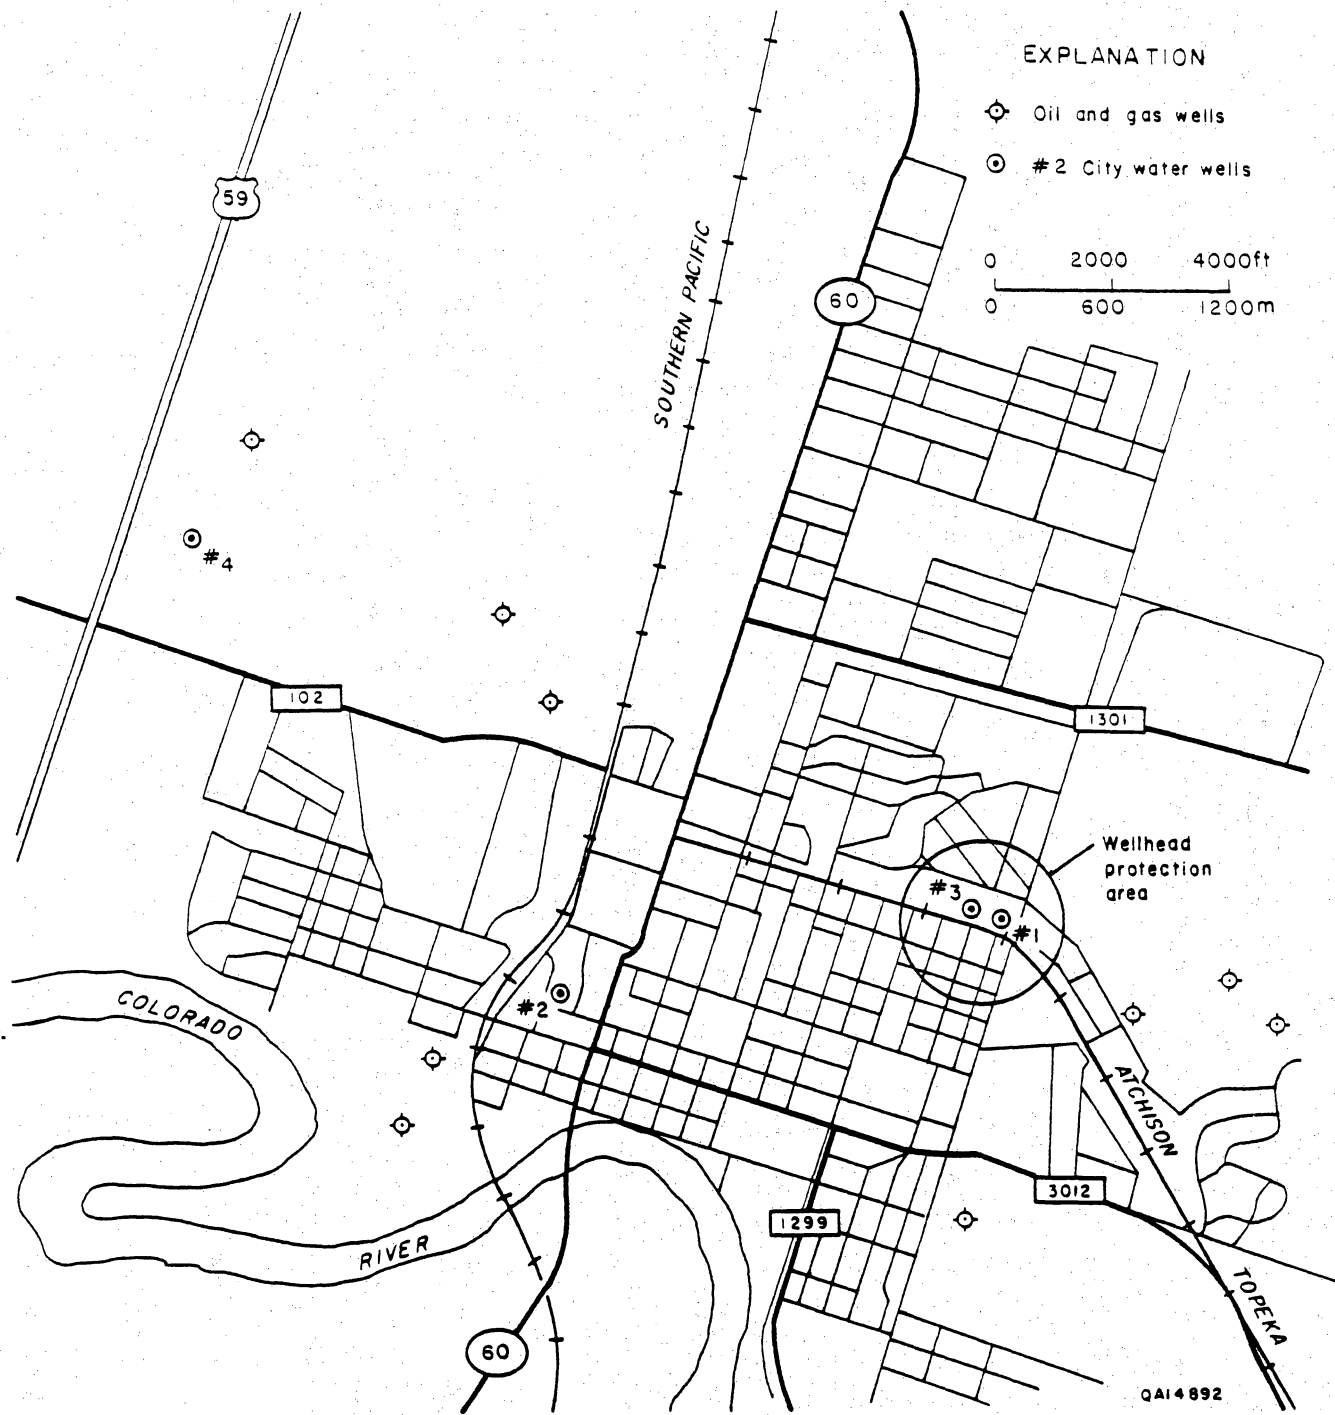 EXPLANATION
Oil and gas wells
#2 City water wells
0 2000 4000ft
0 600 1200m
59
SOUTHERN PACIFIC
60
#4
102
1301
Wellhead
protection
area
#3
#1
#2
COLORADO
RIVER
ATCHISON
3012
1299
TOPEKA
60
QAI4892